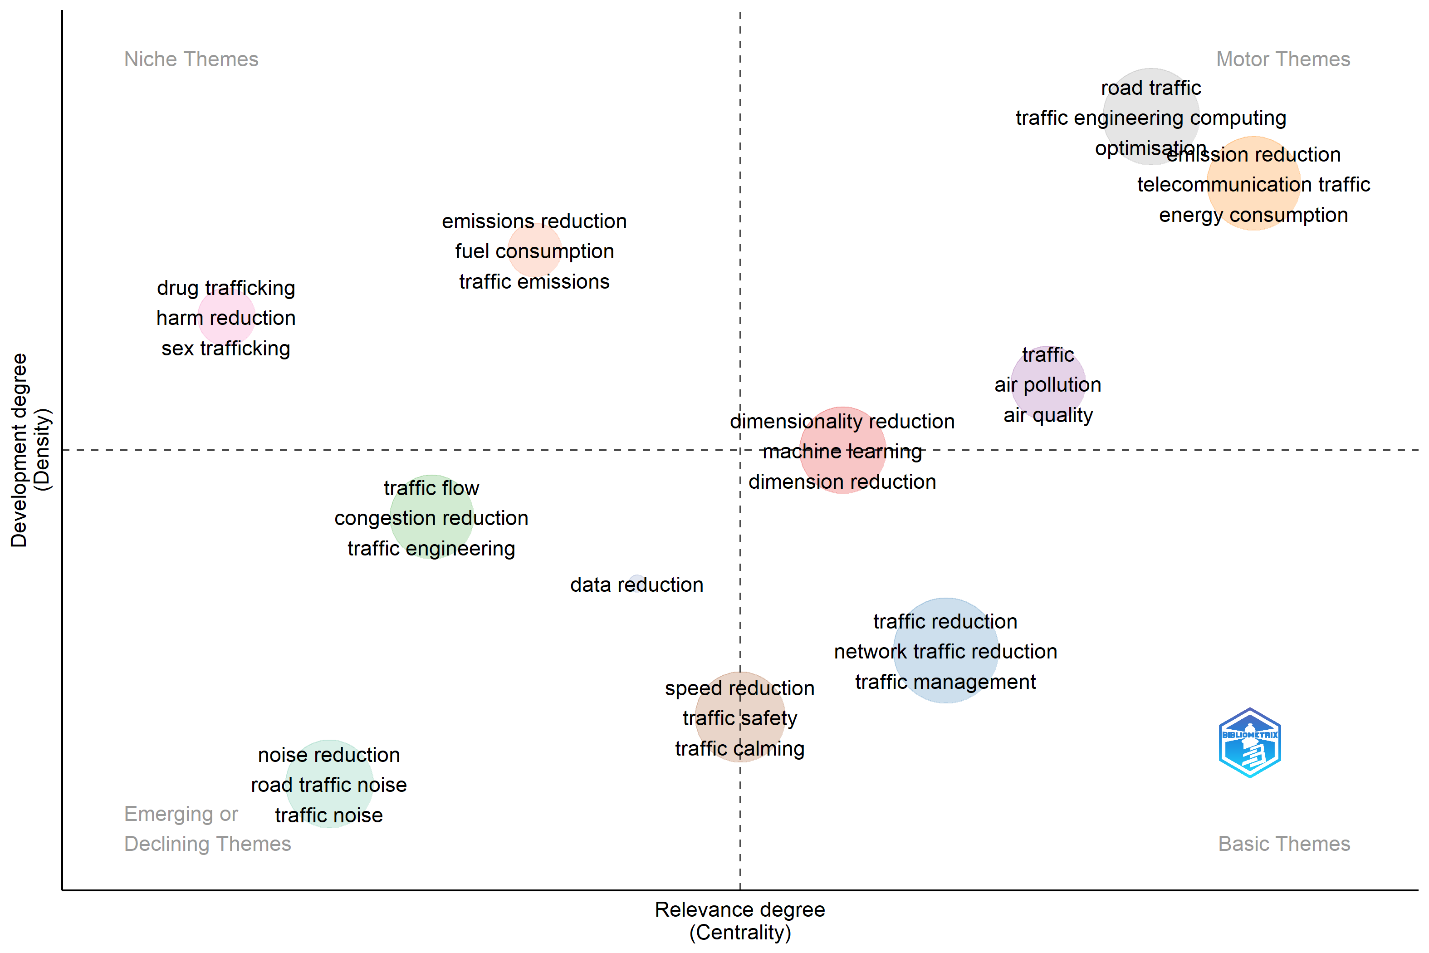 Niche Themes
Motor Themes
road traffic
traffic engineering computing
optimisation
emission reduction
telecommunication traffic
energy consumption
emissions reduction
fuel consumption
traffic emissions
drug trafficking
harm reduction
sex trafficking
traffic
air pollution
air quality
dimensionality reduction
machine learning
dimension reduction
Development degree
(Density)
traffic flow
congestion reduction
traffic engineering
data reduction
traffic reduction
network traffic reduction
traffic management
speed reduction
traffic safety
traffic calming
BIBLIOMETRIX
noise reduction
road traffic noise
traffic noise
Emerging or
Declining Themes
Basic Themes
Relevance degree
(Centrality)